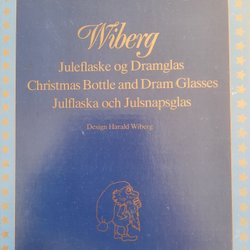 Wiberg
Juleflaske og Dramglas
Christmas Bottle and Dram Glasses
Julflaska och Julsnapsglas
Design Harald Wiberg